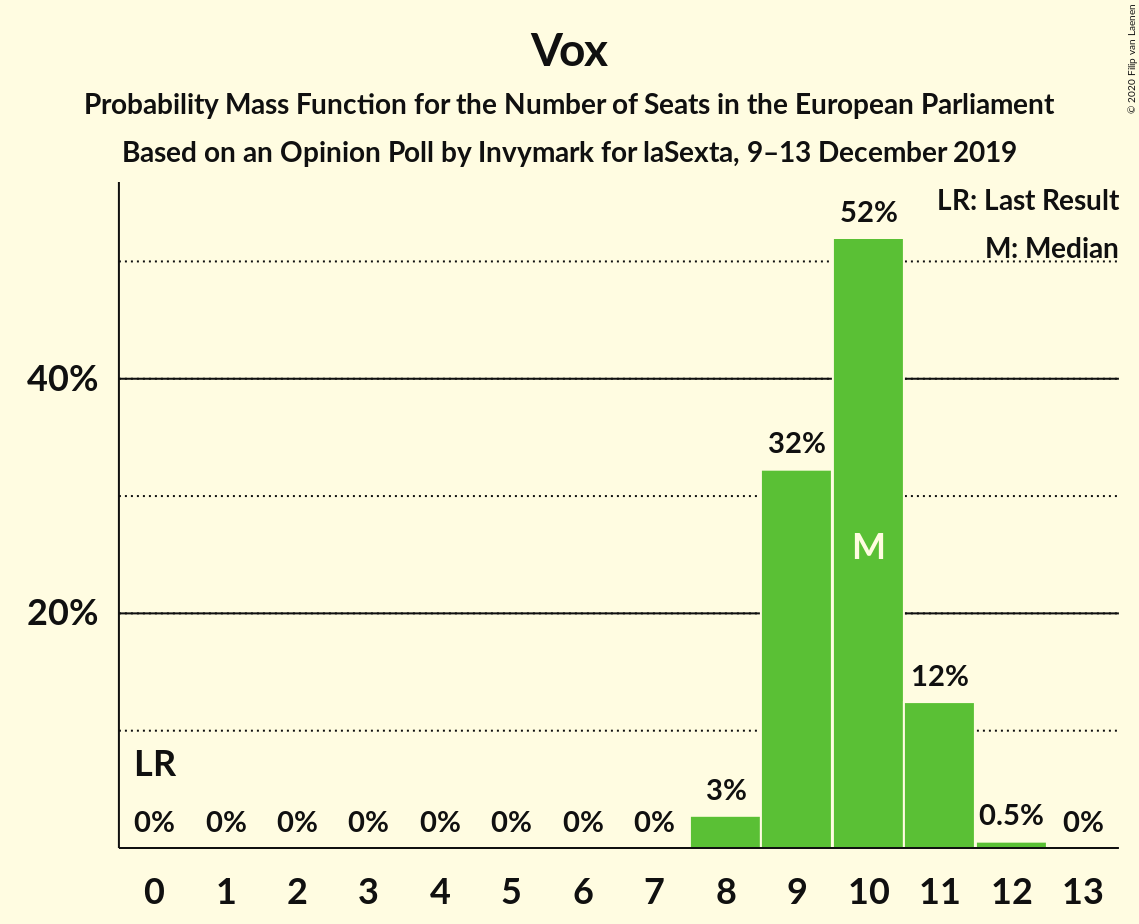 Vox
Probability Mass Function for the Number of Seats in the European Parliament
Based on an Opinion Poll by Invymark for laSexta, 9–13 December 2019
© 2020 Filip van Laenen
LR: Last Result
M: Median
52%
40%
32%
M
20%
12%
LR
3%
0% 0% 0% 0% 0% 0% 0% 0% 0.5% 0%
0 1 2 3 4 5 6 7 8 9 10 11 12 13